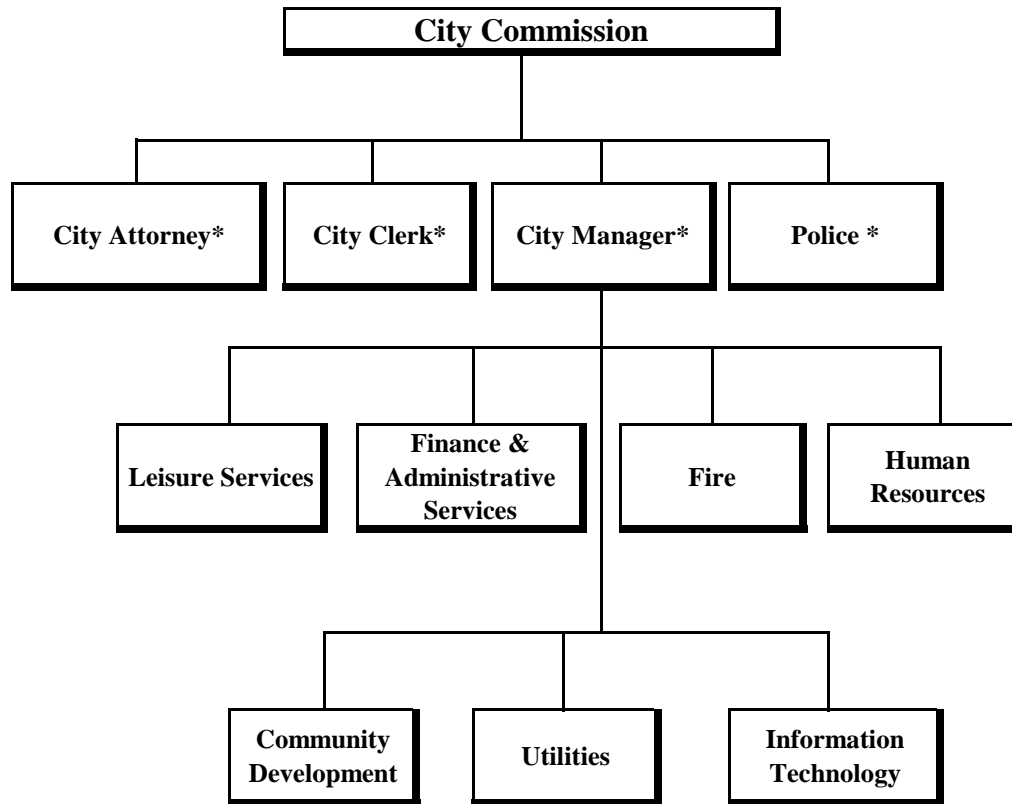 City Commission
City Attorney*
City Clerk*
City Manager*
Police *
Leisure Services
Finance &
Administrative
Services
Fire
Human
Resources
Community
Development
Utilities
Information
Technology